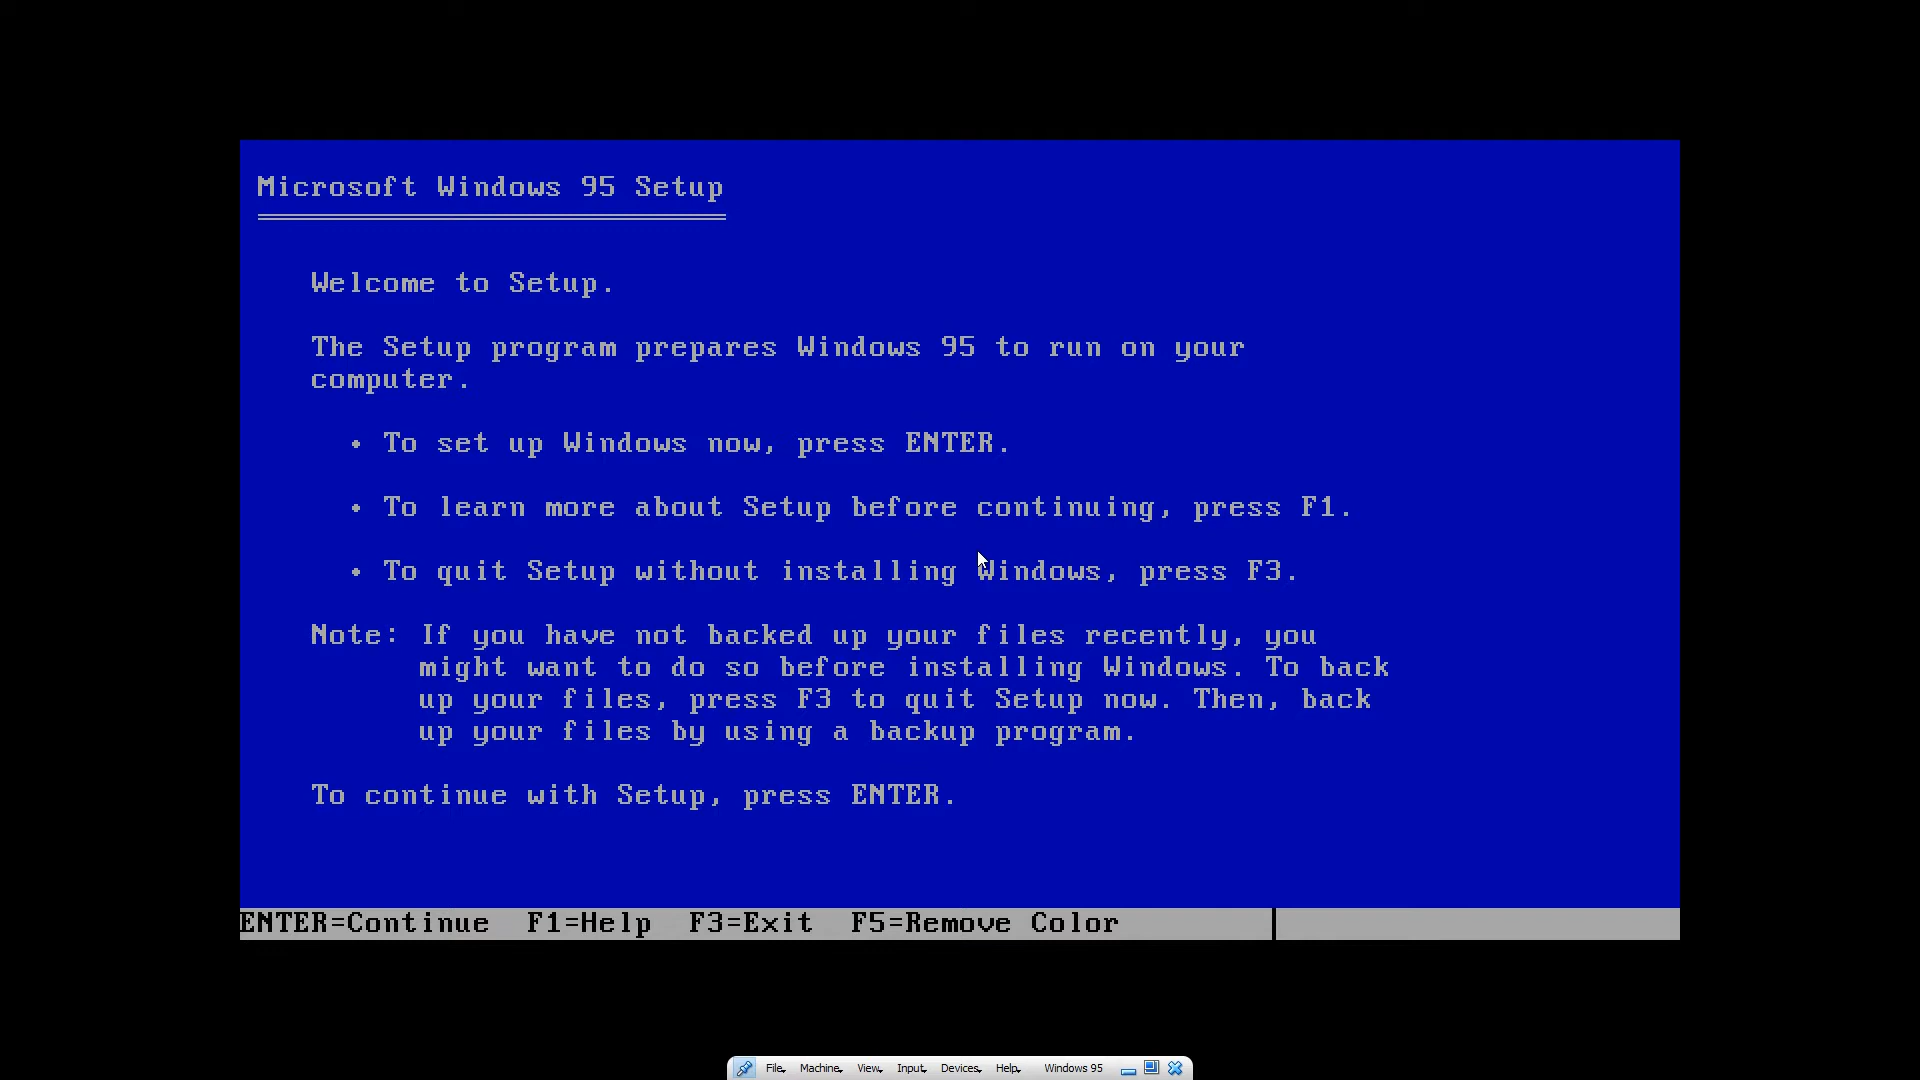 Microsoft Windows 95 Setup
Welcome to Setup.
The Setup program prepares Windows 95 to run on your
computer.
• To set up Windows now, press ENTER.
• To learn more about Setup before continuing, press F1.
• To quit Setup without installing Windows, press F3.
Note: If you have not backed up your files recently, you
might want to do so before installing Windows. To back
up your files, press F3 to quit Setup now. Then, back
up your files by using a backup program.
To continue with Setup, press ENTER.
ENTER=Continue F1=Help F3=Exit F5=Remove Color
File Machine View Input Devices Help Windows 95